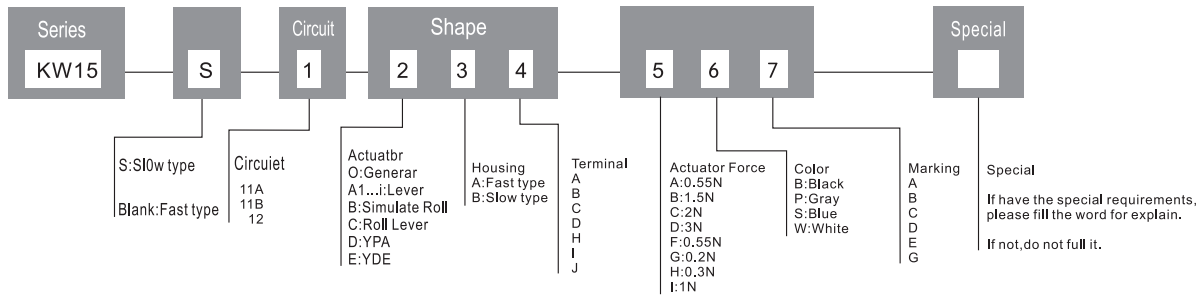 Series
Circuit
Shape
Special
KW15
S
1
2
3
4
5
6
7
S:Sl0w type
Blank:Fast type
Circuiet
11A
11B
12
Actuatbr
O:Generar
A1...i:Lever
B:Simulate Roll
C:Roll Lever
D:YPA
E:YDE
Housing
A:Fast type
B:Slow type
Terminal
A
B
C
D
H
I
J
Actuator Force
A:0.55N
B:1.5N
C:2N
D:3N
F:0.55N
G:0.2N
H:0.3N
I:1N
Color
B:Black
P:Gray
S:Blue
W:White
Marking
A
B
C
D
E
G
Special
If have the special requirements,
please fill the word for explain.
If not,do not full it.